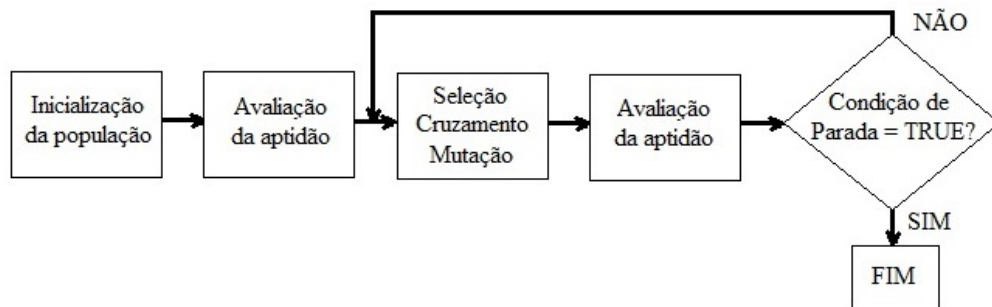 Inicialização
da população
Avaliação
da aptidão
Seleção
Cruzamento
Mutação
Avaliação
da aptidão
Condição de
Parada = TRUE?
NÃO
SIM
FIM